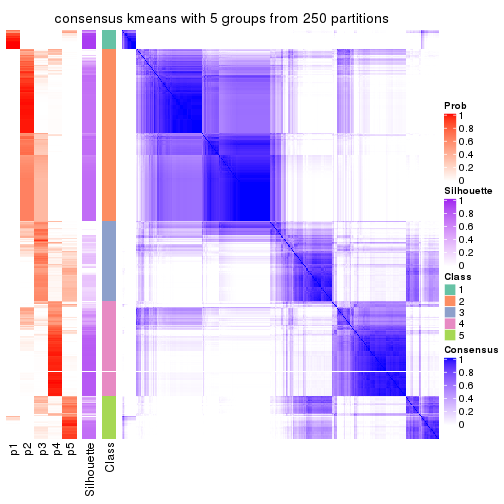 consensus kmeans with 5 groups from 250 partitions
Prob
1
0.8
0.6
0.4
0.2
0
Silhouette
1
0.8
0.6
0.4
0.2
0
Class
1
2
3
4
5
Consensus
1
0.8
0.6
0.4
0.2
0
p1
p2
p3
p4
p5
Silhouette
Class